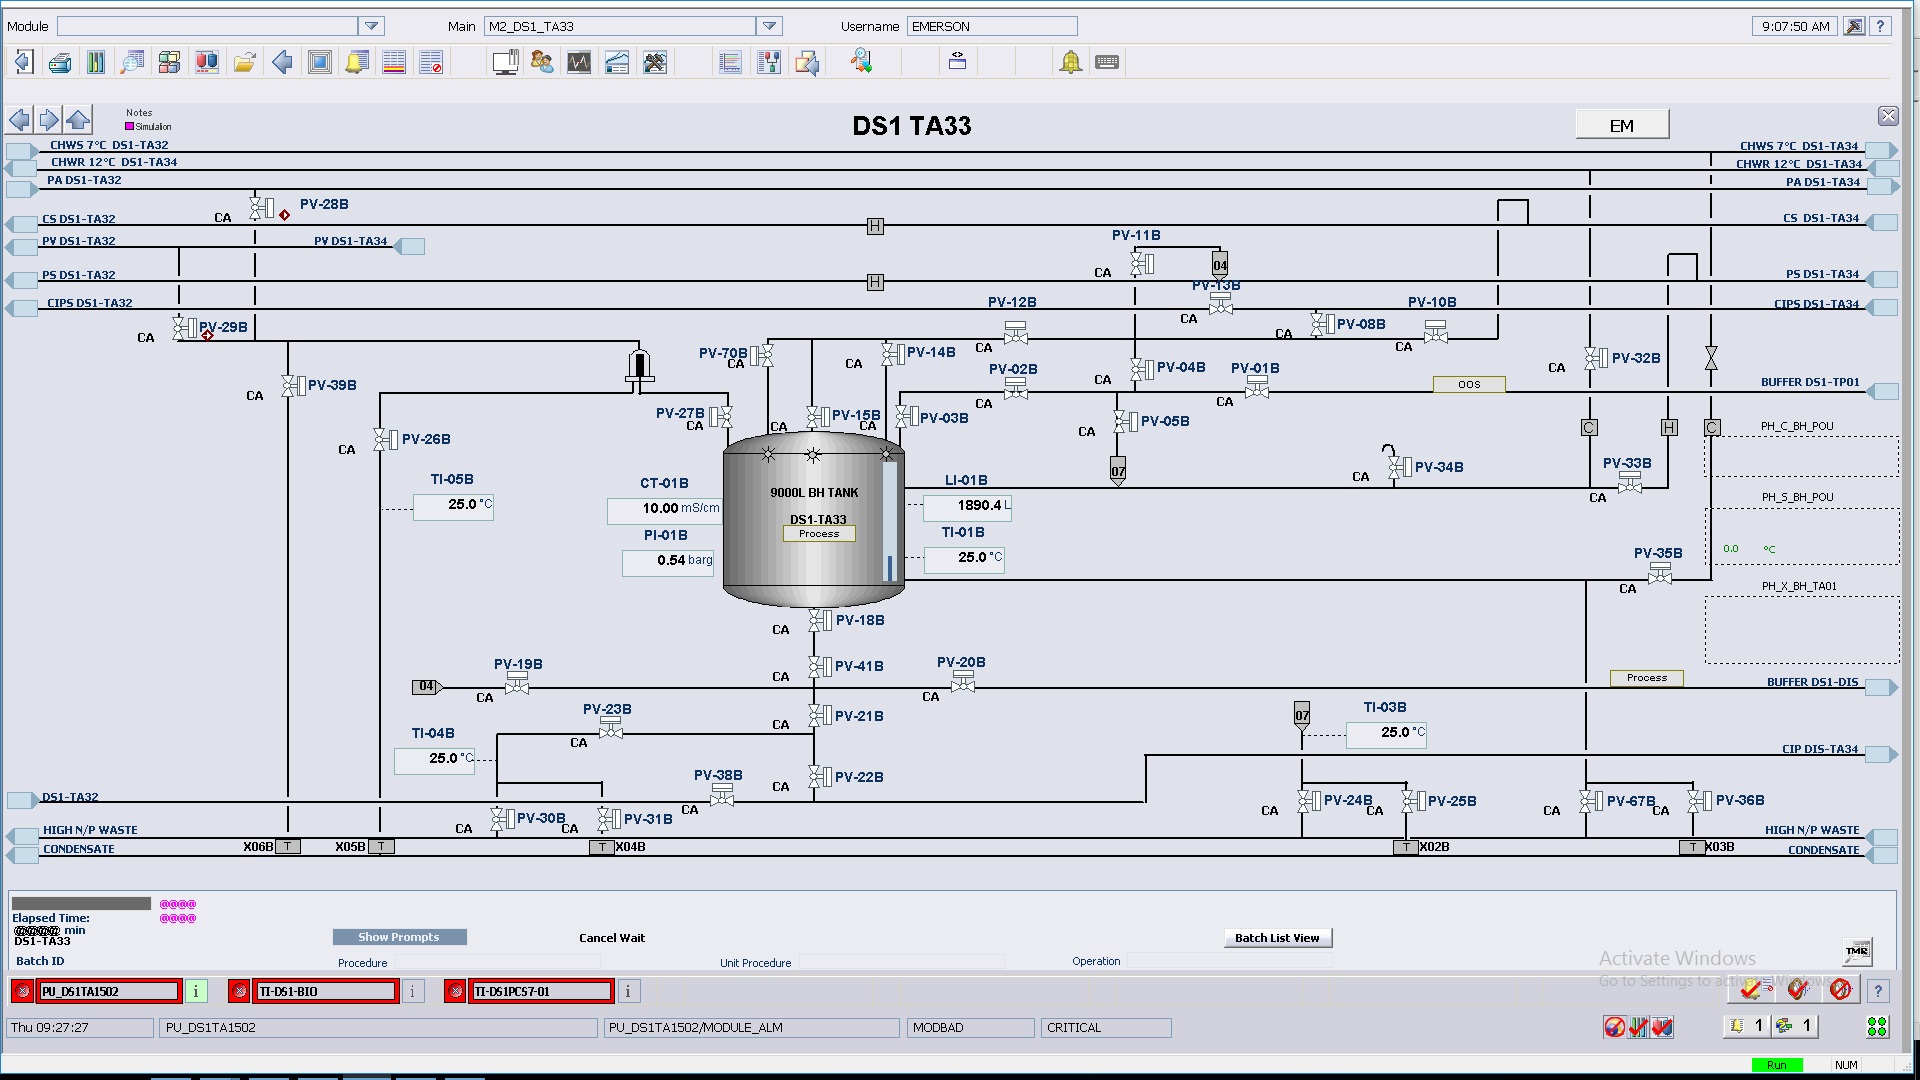 Module
Main M2_DS1_TA33
Username EMERSON
9:07:50 AM
?
Notes
Simulation
DS1 TA33
EM
CHWS 7°C DS1-TA32
CHWS 7°C DS1-TA34
CHWR 12°C DS1-TA34
CHWR 12°C DS1-TA34
PA DS1-TA32
PA DS1-TA34
PV-28B
CA
CS DS1-TA32
H
CS DS1-TA34
PV DS1-TA32
PV DS1-TA34
PV-11B
CA
04
PS DS1-TA32
H
PS DS1-TA34
PV-13B
CIPS DS1-TA32
PV-12B
PV-10B
CIPS DS1-TA34
CA
PV-29B
CA
PV-08B
CA
CA
CA
PV-70B
CA
PV-14B
CA
PV-32B
CA
PV-02B
CA
PV-04B
CA
PV-01B
CA
OOS
BUFFER DS1-TP01
PV-39B
CA
PV-27B
CA
PV-15B
CA
PV-03B
CA
PV-05B
CA
C
H
C
PH_C_BH_POU
PV-26B
CA
07
PV-34B
CA
PV-33B
CA
TI-05B
25.0 °C
CT-01B
10.00 mS/cm
9000L BH TANK
DS1-TA33
Process
LI-01B
1890.4 L
PH_S_BH_POU
PI-01B
0.54 barg
TI-01B
25.0 °C
0.0 °C
PV-35B
CA
PH_X_BH_TA01
PV-18B
CA
PV-19B
PV-41B
CA
PV-20B
04
CA
CA
Process
BUFFER DS1-DIS
PV-23B
CA
PV-21B
CA
07
TI-03B
25.0 °C
TI-04B
25.0 °C
CIP DIS-TA34
PV-38B
CA
PV-22B
CA
DS1-TA32
PV-30B
CA
PV-31B
CA
PV-24B
CA
PV-25B
CA
PV-67B
CA
PV-36B
CA
HIGH N/P WASTE
HIGH N/P WASTE
X06B T
X05B T
T X04B
T X02B
T X03B
CONDENSATE
CONDENSATE
@@@@
Elapsed Time:
@@@@
@@@@ min
DS1-TA33
Show Prompts
Cancel Wait
Batch List View
TMR
Batch ID
Procedure
Unit Procedure
Operation
Activate Windows
Go to Settings to activate Windows.
PU_DS1TA1502
i
TI-DS1-BIO
i
TI-DS1PCS7-01
i
?
Thu 09:27:27
PU_DS1TA1502
PU_DS1TA1502/MODULE_ALM
MODBAD
CRITICAL
1
1
Run
NUM